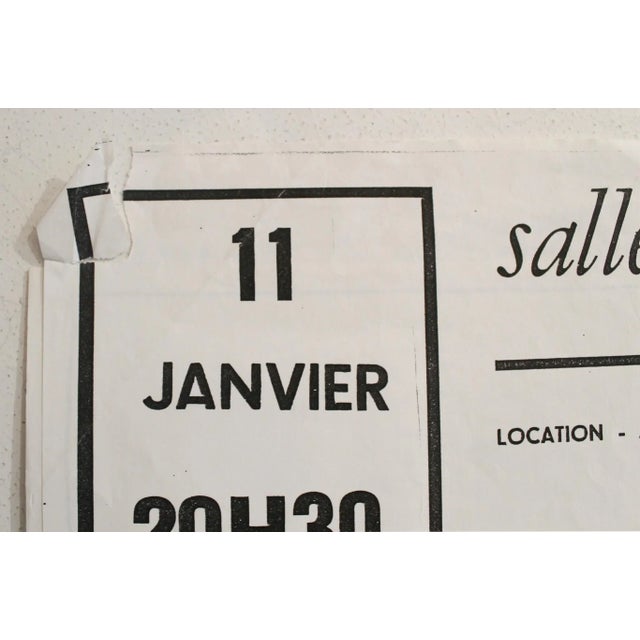 11
JANVIER
20H30
salle
LOCATION -